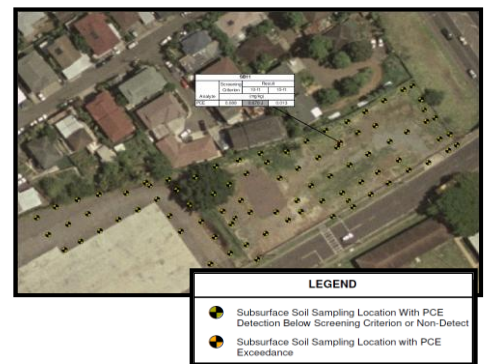 SB11
Screening
Result
Criterion
Analyte
(mg/kg)
PCE
LEGEND
Subsurface Soil Sampling Location With PCE
Detection Below Screening Criterion or Non-Detect
Subsurface Soil Sampling Location with PCE
Exceedance